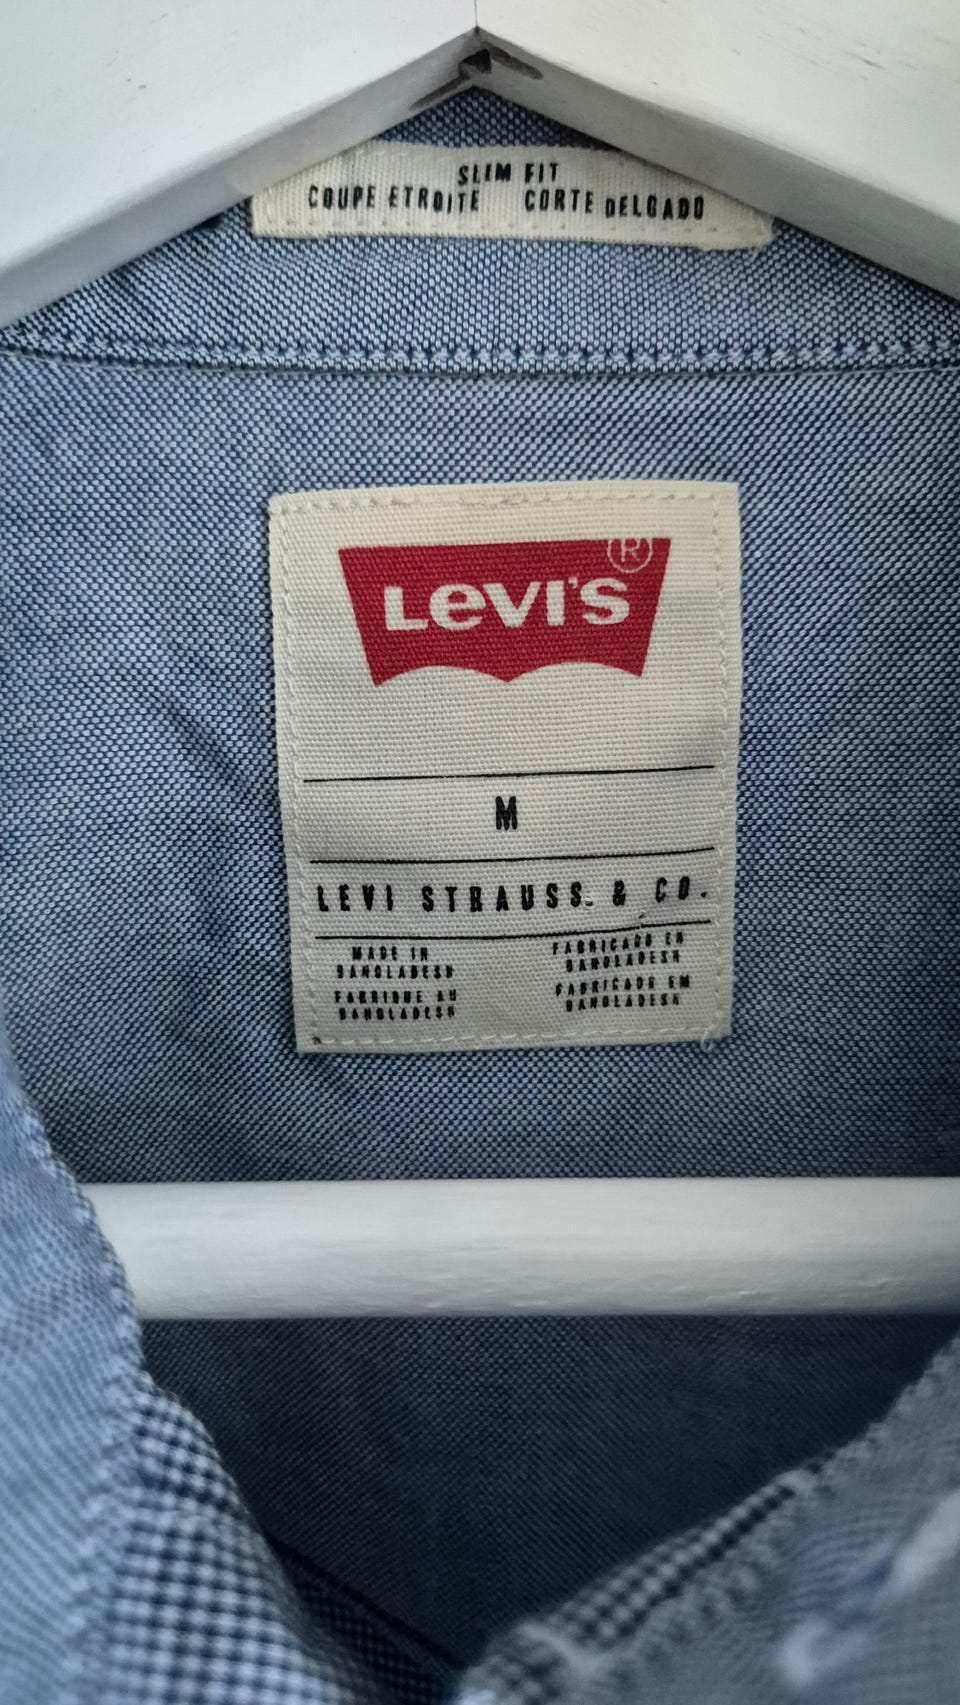 SLIM FIT
COUPE ETROITE CORTE DELGADO
LEVI'S ®
M
LEVI STRAUSS & CO.
MADE IN
BANGLADESH
FABRIQUE AU
BANGLADESH
FABRICADO EN
BANGLADESH
FABRICADO EM
BANGLADESH